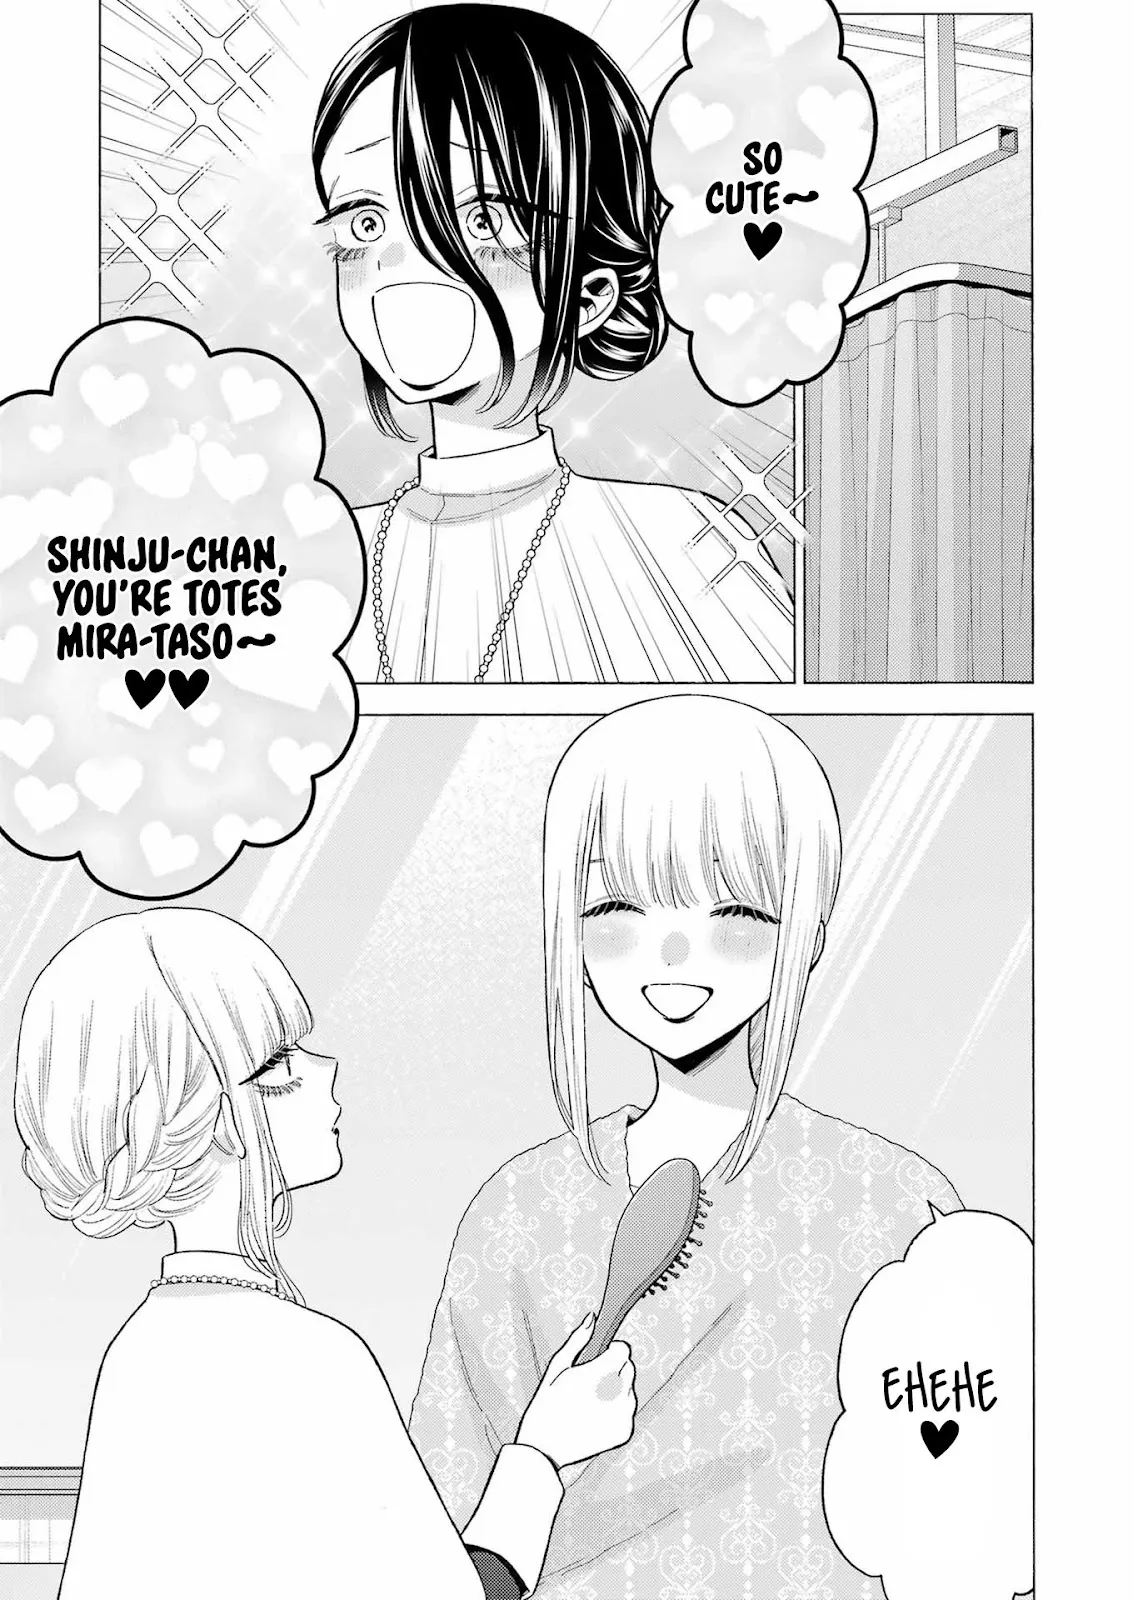 SO
CUTE~
♥
SHINJU-CHAN,
YOU'RE TOTES
MIRA-TASO~
♥♥
EHEHE
♥